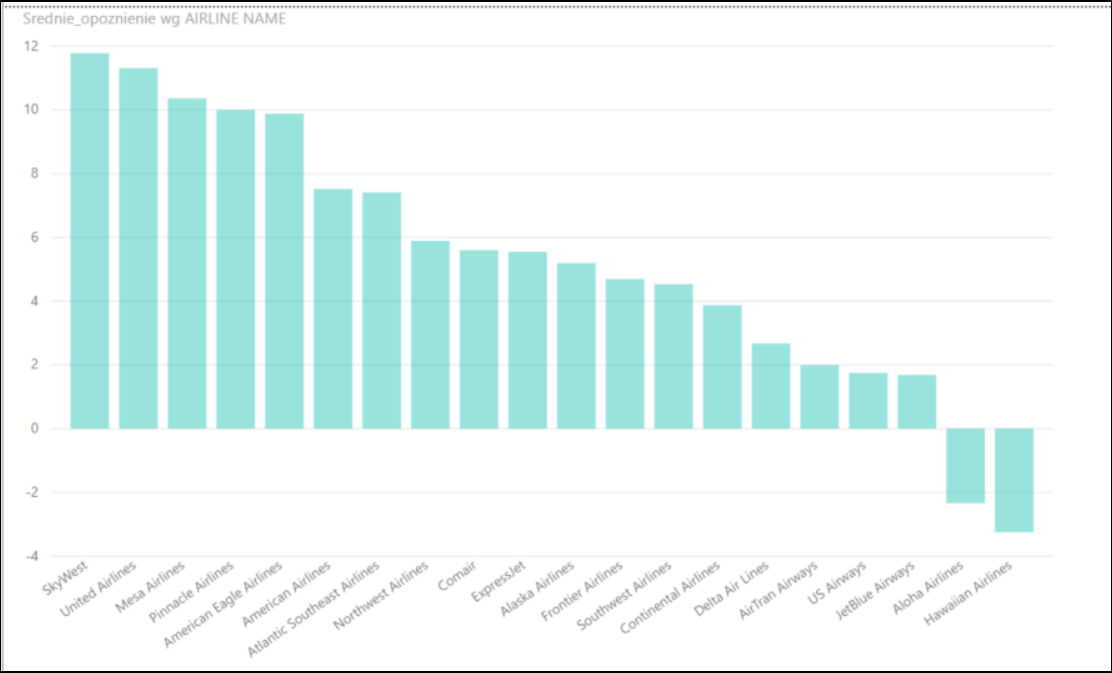 Srednie_opoznienie wg AIRLINE NAME
12
10
8
6
4
2
0
-2
-4
SkyWest
United Airlines
Mesa Airlines
Pinnacle Airlines
American Eagle Airlines
American Airlines
Atlantic Southeast Airlines
Northwest Airlines
Comair
ExpressJet
Alaska Airlines
Frontier Airlines
Southwest Airlines
Continental Airlines
Delta Air Lines
AirTran Airways
US Airways
JetBlue Airways
Aloha Airlines
Hawaiian Airlines